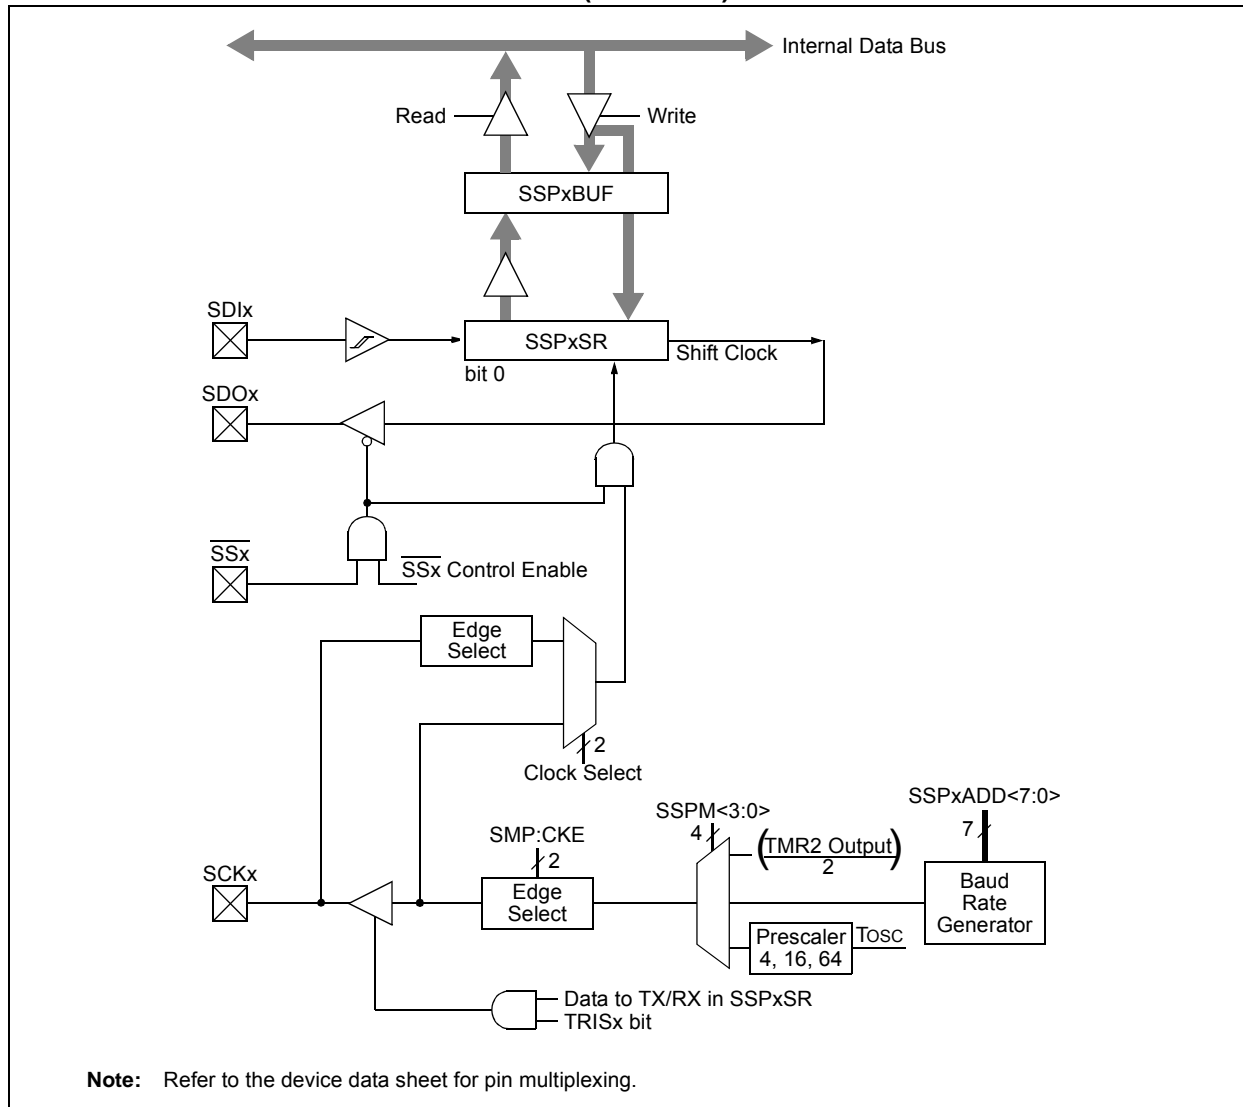 Internal Data Bus
Read
Write
SSPxBUF
SDIx
SSPxSR
Shift Clock
bit 0
SDOx
SSx
SSx Control Enable
Edge
Select
2
Clock Select
SSPxADD<7:0>
SSPM<3:0>
7
4
(TMR2 Output)
2
SMP:CKE
2
SCKx
Edge
Select
Baud
Rate
Generator
Prescaler
4, 16, 64
TOSC
Data to TX/RX in SSPxSR
TRISx bit
Note: Refer to the device data sheet for pin multiplexing.